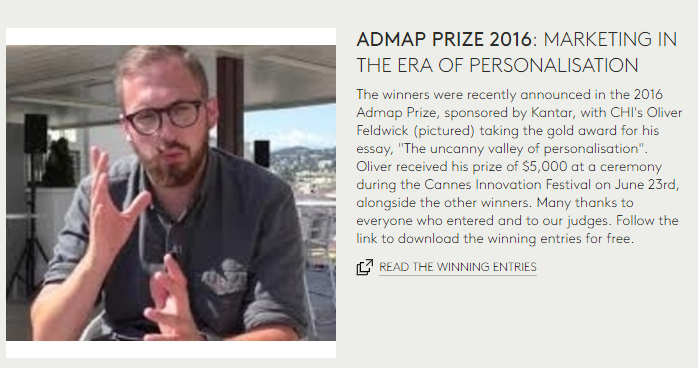 ADMAP PRIZE 2016: MARKETING IN
THE ERA OF PERSONALISATION
The winners were recently announced in the 2016
Admap Prize, sponsored by Kantar, with CHI's Oliver
Feldwick (pictured) taking the gold award for his
essay, "The uncanny valley of personalisation".
Oliver received his prize of $5,000 at a ceremony
during the Cannes Innovation Festival on June 23rd,
alongside the other winners. Many thanks to
everyone who entered and to our judges. Follow the
link to download the winning entries for free.
READ THE WINNING ENTRIES